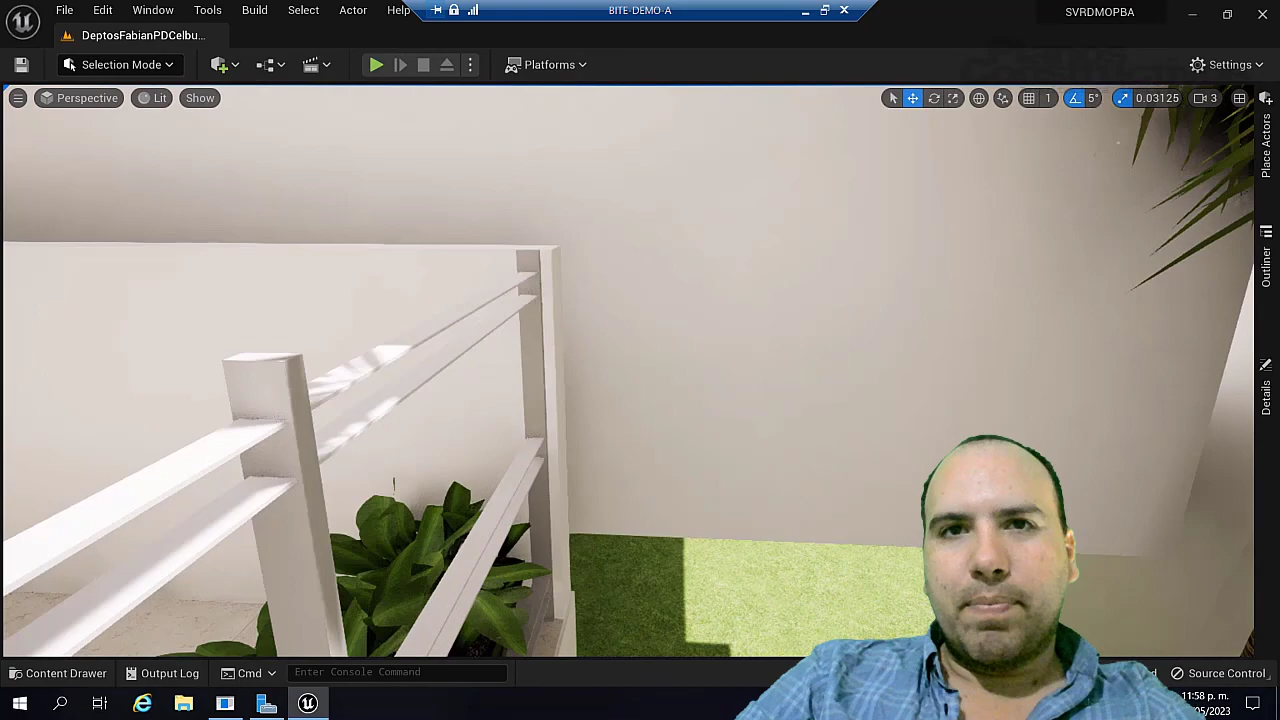 File Edit Window Tools Build Select Actor Help BITE-DEMO-A SVRDMOPBA
DeptosFabianPDCelbu...
Selection Mode Platforms Settings
Perspective Lit Show 1 5° 0.03125 3
Place Actors
Outliner
Details
Content Drawer Output Log Cmd Enter Console Command Source Control
11:58 p. m.
05/2023